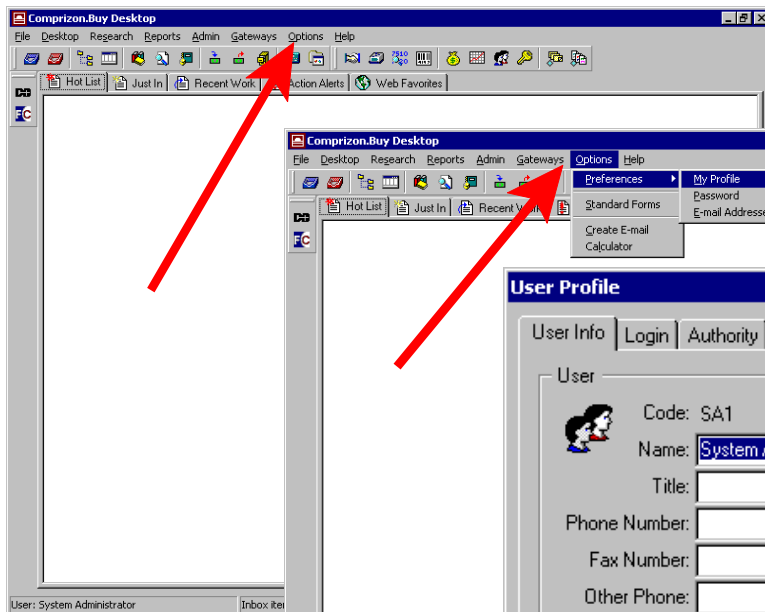 Comprizon.Buy Desktop
File Desktop Research Reports Admin Gateways Options Help
Hot List Just In Recent Work Action Alerts Web Favorites
FC
Comprizon.Buy Desktop
File Desktop Research Reports Admin Gateways Options Help
Preferences My Profile
Password
Standard Forms E-mail Addresse
Create E-mail
Calculator
Hot List Just In Recent
FC
User Profile
User Info Login Authority
User
Code: SA1
Name: System
Title:
Phone Number:
Fax Number:
Other Phone:
User: System Administrator Inbox ite